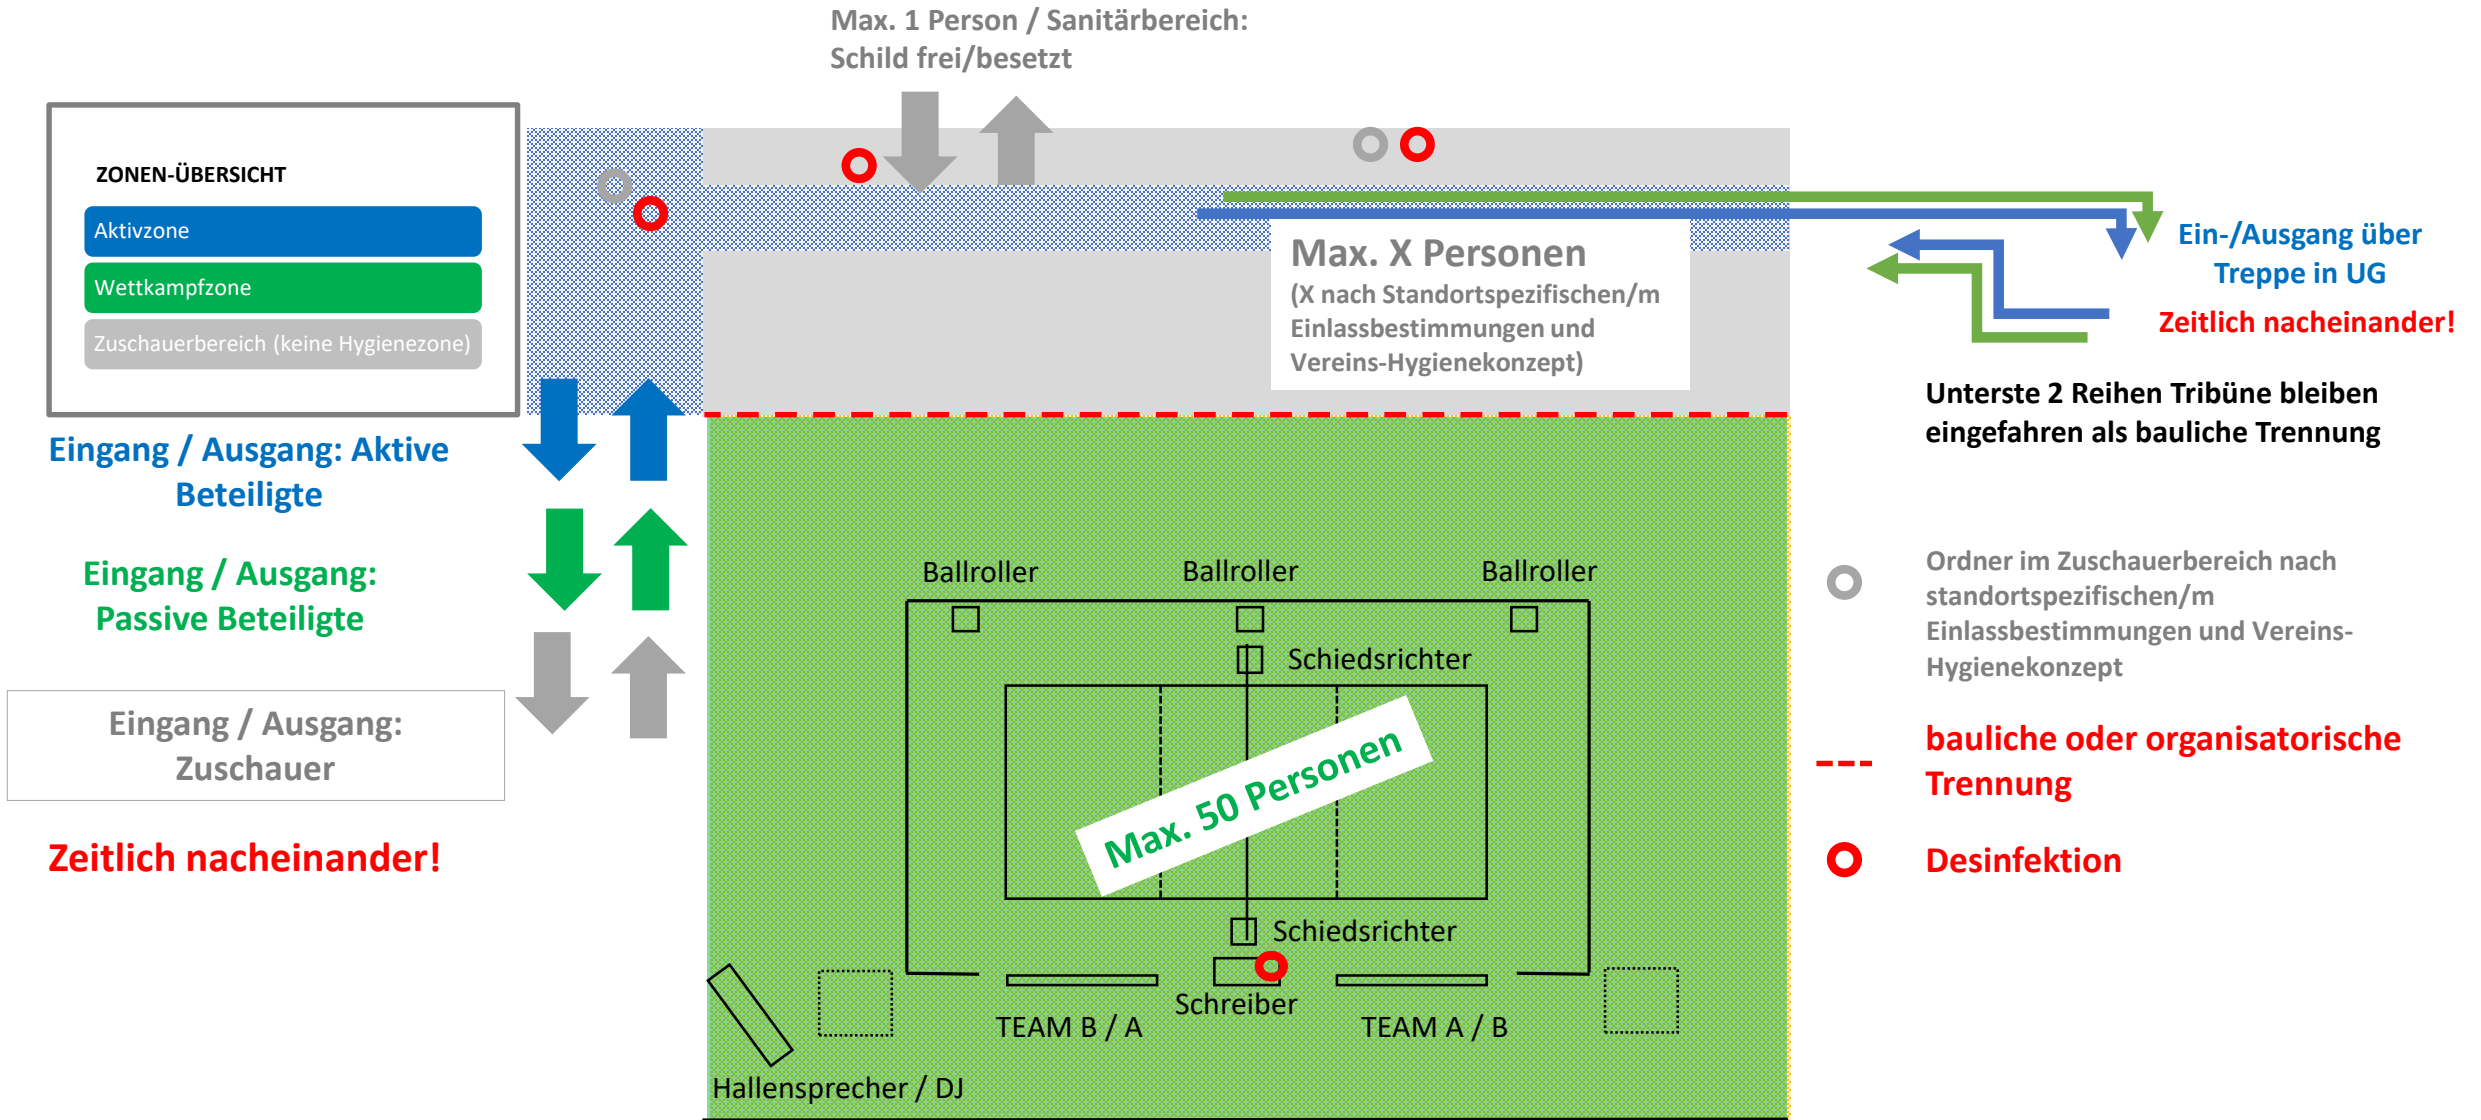 Max. 1 Person / Sanitärbereich:
Schild frei/besetzt
ZONEN-ÜBERSICHT
Aktivzone
Wettkampfzone
Zuschauerbereich (keine Hygienezone)
Eingang / Ausgang: Aktive
Beteiligte
Eingang / Ausgang:
Passive Beteiligte
Eingang / Ausgang:
Zuschauer
Zeitlich nacheinander!
Max. X Personen
(X nach Standortspezifischen/m
Einlassbestimmungen und
Vereins-Hygienekonzept)
Ein-/Ausgang über
Treppe in UG
Zeitlich nacheinander!
Unterste 2 Reihen Tribüne bleiben
eingefahren als bauliche Trennung
Ordner im Zuschauerbereich nach
standortspezifischen/m
Einlassbestimmungen und Vereins-
Hygienekonzept
bauliche oder organisatorische
Trennung
Desinfektion
Ballroller
Ballroller
Ballroller
Schiedsrichter
Max. 50 Personen
Schiedsrichter
Schreiber
TEAM B / A
TEAM A / B
Hallensprecher / DJ